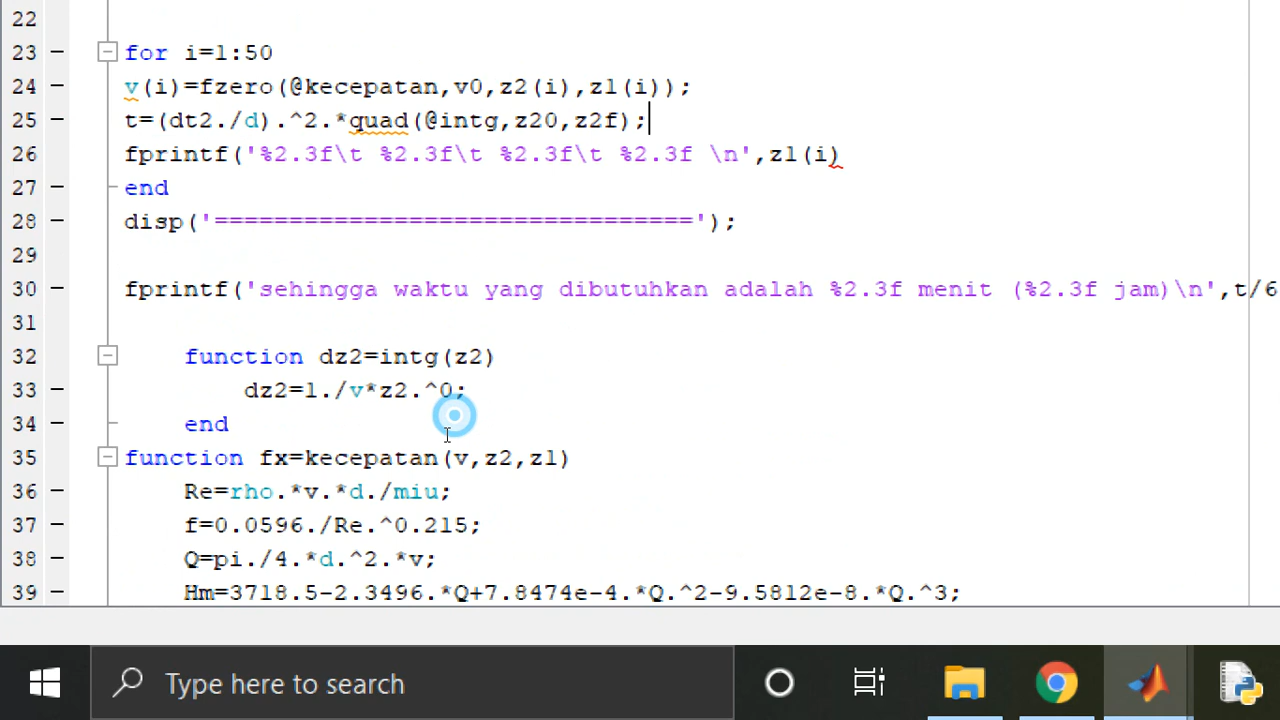 22
23 for i=1:50
24 v(i)=fzero(@kecepatan,v0,z2(i),z1(i));
25 t=(dt2./d).^2.*quad(@intg,z20,z2f);
26 fprintf('%2.3f\t %2.3f\t %2.3f\t %2.3f \n',z1(i)
27 end
28 disp('================================');
29
30 fprintf('sehingga waktu yang dibutuhkan adalah %2.3f menit (%2.3f jam)\n',t/6
31
32 function dz2=intg(z2)
33 dz2=1./v*z2.^0;
34 end
35 function fx=kecepatan(v,z2,z1)
36 Re=rho.*v.*d./miu;
37 f=0.0596./Re.^0.215;
38 Q=pi./4.*d.^2.*v;
39 Hm=3718.5-2.3496.*Q+7.8474e-4.*Q.^2-9.5812e-8.*Q.^3;
Type here to search